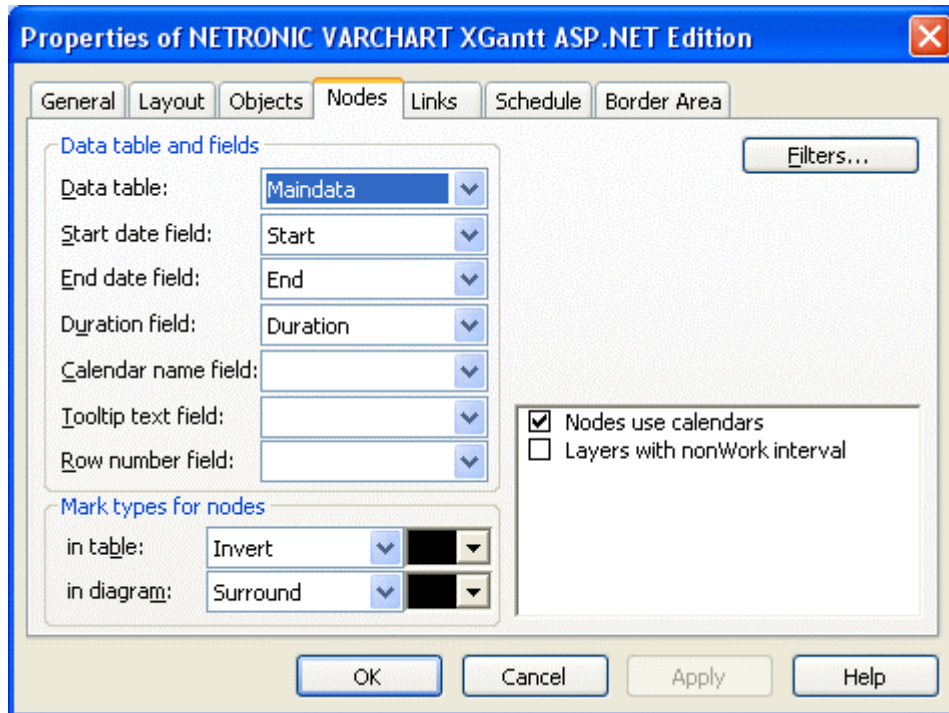 Properties of NETRONIC VARCHART XGantt ASP.NET Edition
General Layout Objects Nodes Links Schedule Border Area
Data table and fields
Filters...
Data table: Maindata
Start date field: Start
End date field: End
Duration field: Duration
Calendar name field:
Tooltip text field:
Row number field:
Nodes use calendars
Layers with nonWork interval
Mark types for nodes
in table: Invert
in diagram: Surround
OK Cancel Apply Help